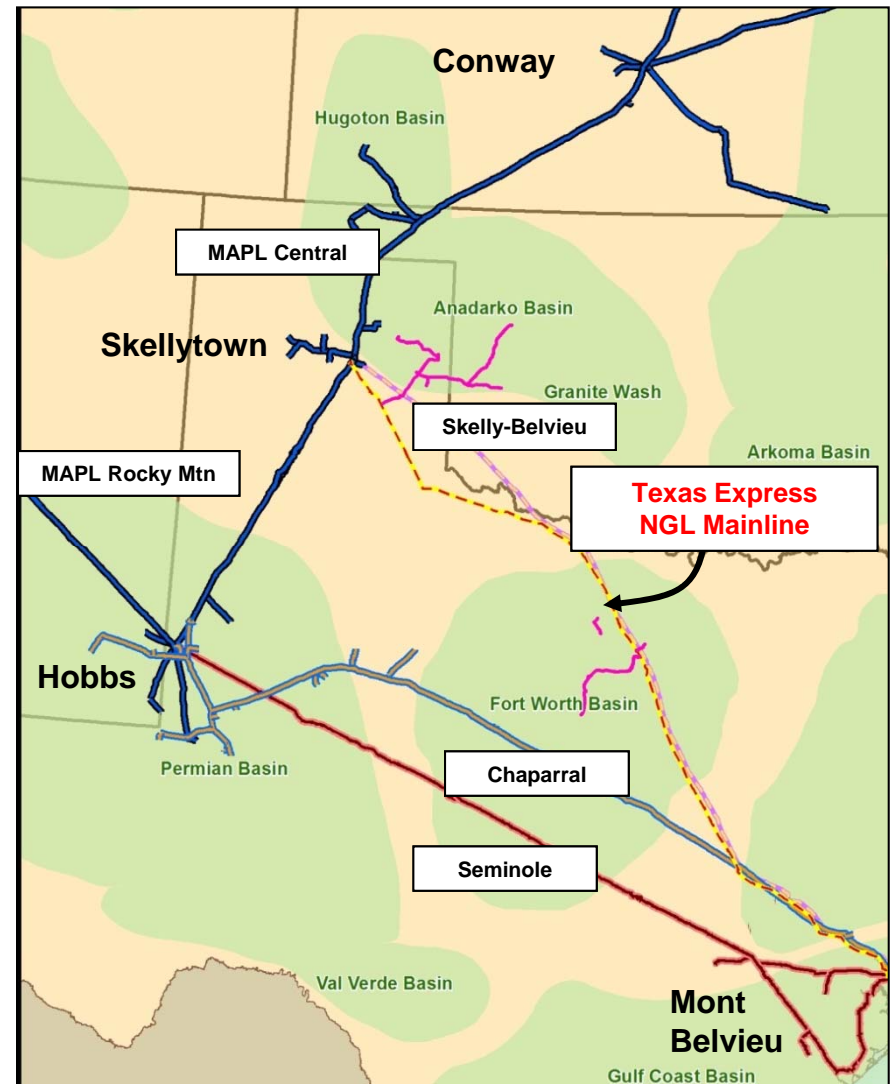 Conway
Hugoton Basin
MAPL Central
Anadarko Basin
Skellytown
Granite Wash
Skelly-Belvieu
Arkoma Basin
MAPL Rocky Mtn
Texas Express
NGL Mainline
Hobbs
Fort Worth Basin
Permian Basin
Chaparral
Seminole
Val Verde Basin
Mont
Belvieu
Gulf Coast Basin